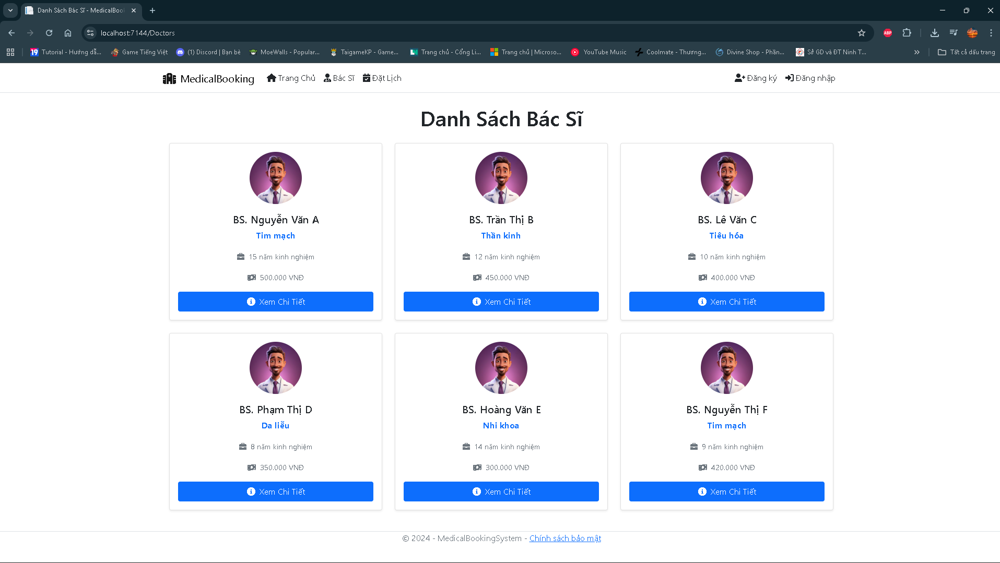 Danh Sách Bác Sĩ - MedicalBook
localhost:7144/Doctors
ABP
19 Tutorial - Hướng dẫ...
Game Tiếng Việt
(1) Discord | Bạn bè
MoeWalls - Popular...
TaigameKP - Game...
Trang chủ - Cổng Li...
Trang chủ | Microso...
YouTube Music
Coolmate - Thương...
Divine Shop - Phần...
Sở GD và ĐT Ninh T...
Tất cả dấu trang
MedicalBooking
Trang Chủ
Bác Sĩ
Đặt Lịch
Đăng ký
Đăng nhập
Danh Sách Bác Sĩ
BS. Nguyễn Văn A
Tim mạch
15 năm kinh nghiệm
500.000 VNĐ
Xem Chi Tiết
BS. Trần Thị B
Thần kinh
12 năm kinh nghiệm
450.000 VNĐ
Xem Chi Tiết
BS. Lê Văn C
Tiêu hóa
10 năm kinh nghiệm
400.000 VNĐ
Xem Chi Tiết
BS. Phạm Thị D
Da liễu
8 năm kinh nghiệm
350.000 VNĐ
Xem Chi Tiết
BS. Hoàng Văn E
Nhi khoa
14 năm kinh nghiệm
300.000 VNĐ
Xem Chi Tiết
BS. Nguyễn Thị F
Tim mạch
9 năm kinh nghiệm
420.000 VNĐ
Xem Chi Tiết
© 2024 - MedicalBookingSystem - Chính sách bảo mật